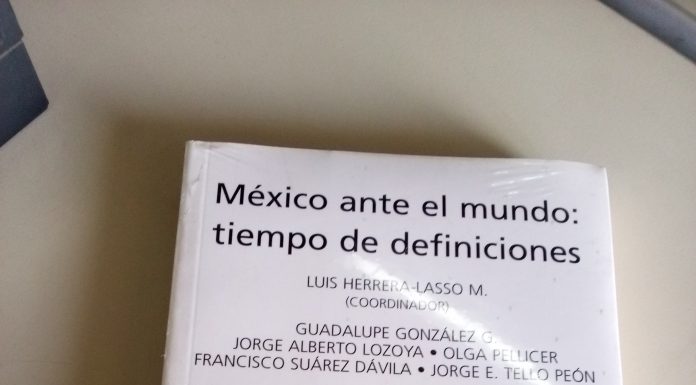 México ante el mundo:
tiempo de definiciones
LUIS HERRERA-LASSO M.
(COORDINADOR)
GUADALUPE GONZÁLEZ G.
JORGE ALBERTO LOZOYA • OLGA PELLICER
FRANCISCO SUÁREZ DÁVILA • JORGE E. TELLO PEÓN